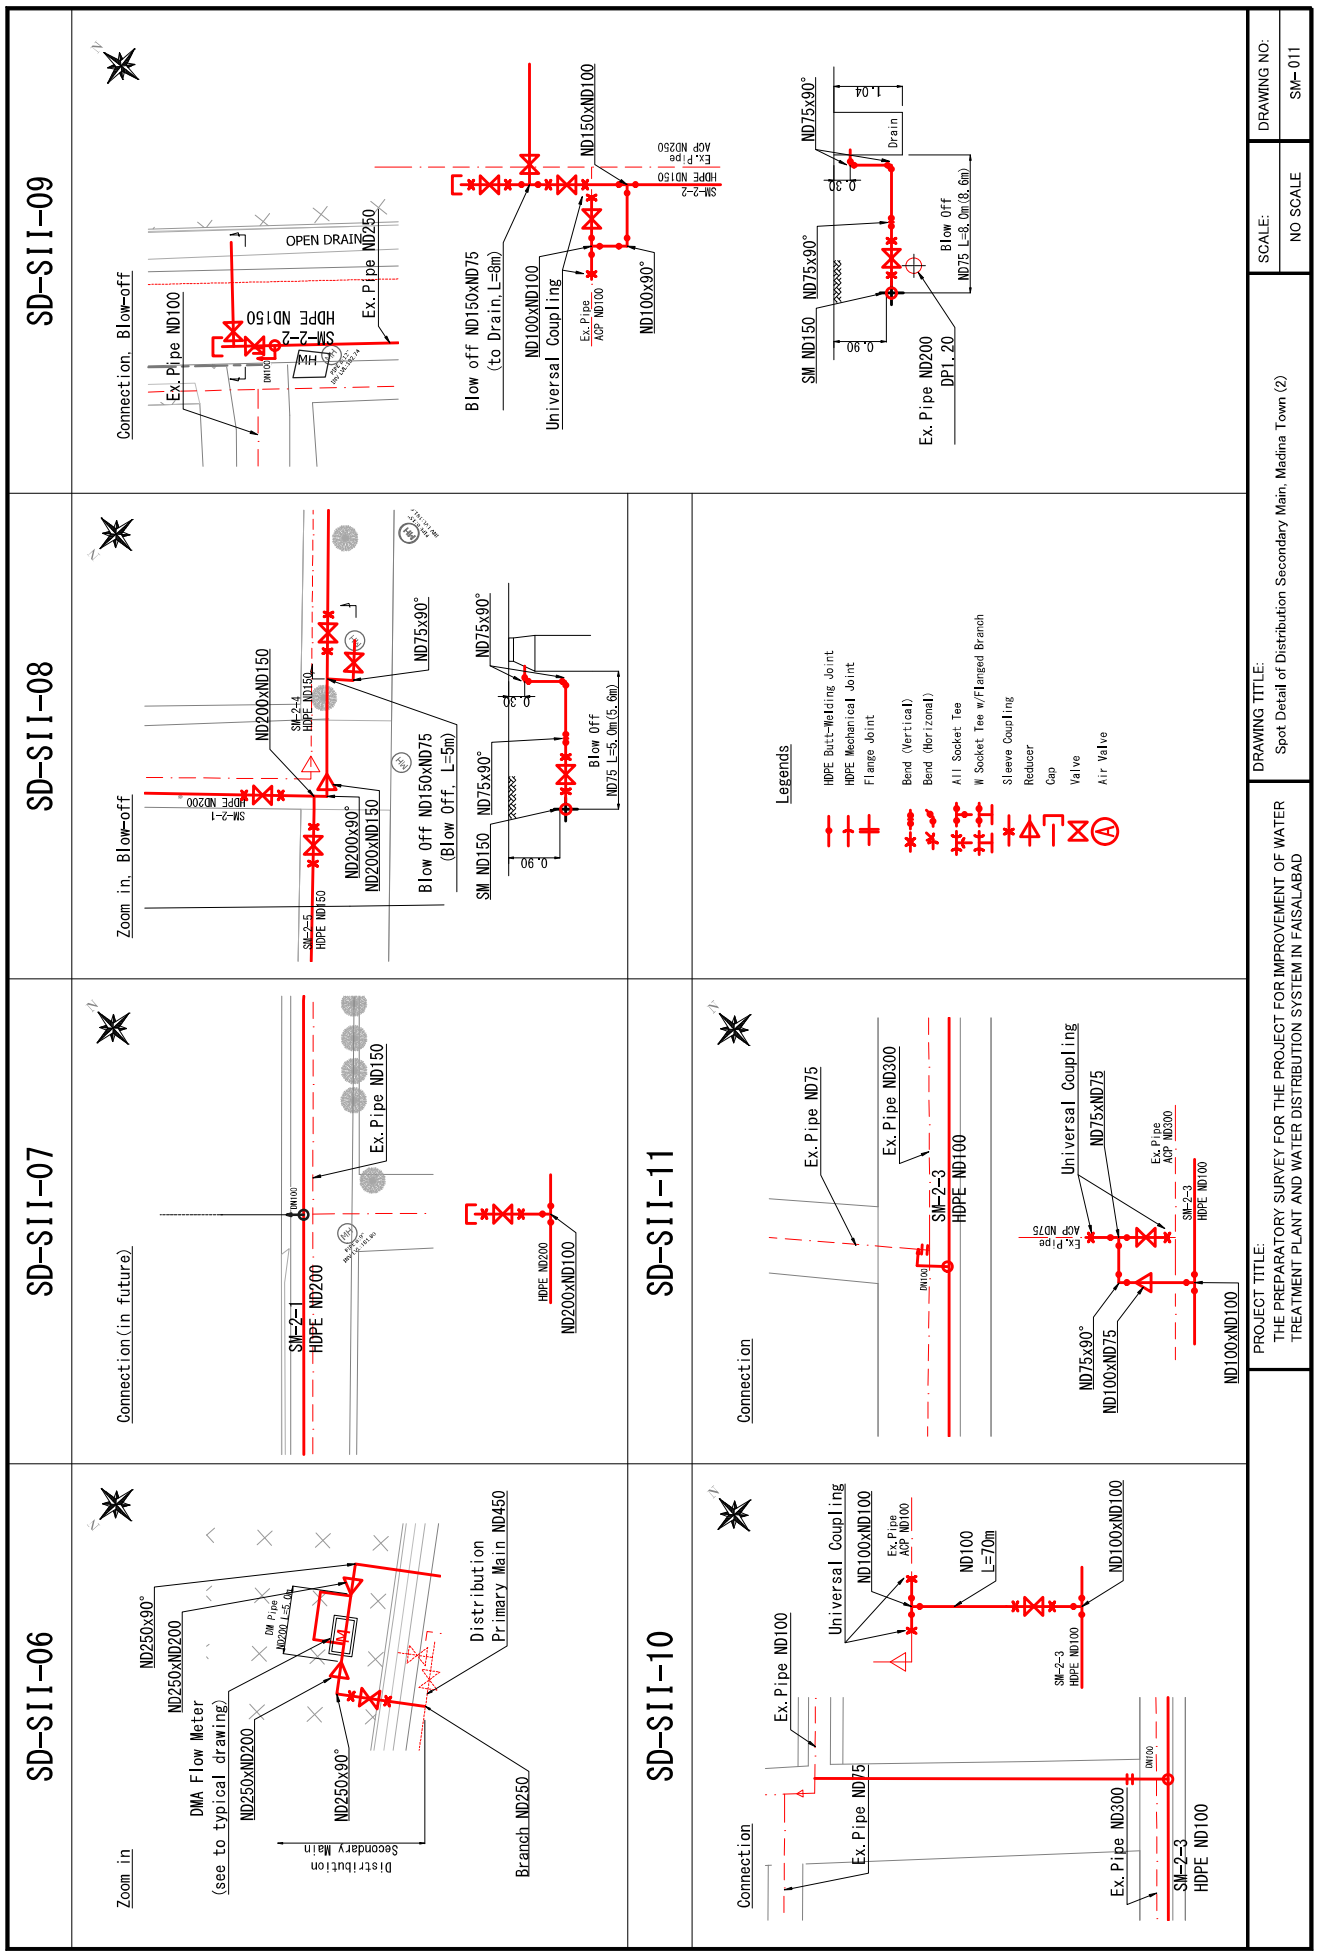 SD-SII-06
Zoom in
ND250x90°
ND250xND200
DM Pipe
ND200 L=5.0m
M
DMA Flow Meter
(see to typical drawing)
ND250xND200
ND250x90°
Distribution
Secondary Main
Distribution
Primary Main ND450
Branch ND250
N
SD-SII-07
Connection(in future)
DN100
SM-2-1
HDPE ND200
Ex. Pipe ND150
MH
HDPE ND200
ND200xND100
N
SD-SII-08
Zoom in, Blow-off
SM-2-1
HDPE ND200
ND200xND150
SM-2-4
HDPE ND150
SM-2-5
HDPE ND150
MH
MH
MH
ND200x90°
ND200xND150
ND75x90°
Blow Off ND150xND75
(Blow Off, L=5m)
SM ND150
ND75x90°
ND75x90°
0.90
0.30
Blow Off
ND75 L=5.0m(5.6m)
N
SD-SII-09
Connection, Blow-off
Ex. Pipe ND100
OPEN DRAIN
SM-2-2
HDPE ND150
DN100
MH
MH
Ex. Pipe ND250
Blow off ND150xND75
(to Drain, L=8m)
ND100xND100
Universal Coupling
Ex. Pipe
ACP ND100
ND150xND100
ND100x90°
SM-2-2
HDPE ND150
Ex. Pipe
ACP ND250
SM ND150
ND75x90°
ND75x90°
0.90
0.30
1.04
Drain
Blow Off
ND75 L=8.0m(8.6m)
Ex. Pipe ND200
DP1.20
N
SD-SII-10
Connection
Ex. Pipe ND100
Ex. Pipe ND75
DN100
Ex. Pipe ND300
SM-2-3
HDPE ND100
Universal Coupling
ND100xND100
Ex. Pipe
ACP ND100
ND100
L=70m
SM-2-3
HDPE ND100
ND100xND100
N
SD-SII-11
Connection
Ex. Pipe ND75
Ex. Pipe ND300
DN100
SM-2-3
HDPE ND100
Universal Coupling
ND75xND75
Ex. Pipe
ACP ND75
Ex. Pipe
ACP ND300
SM-2-3
HDPE ND100
ND75x90°
ND100xND75
ND100xND100
N
Legends
HDPE Butt-Welding Joint
HDPE Mechanical Joint
Flange Joint
Bend (Vertical)
Bend (Horizonal)
All Socket Tee
W Socket Tee w/Flanged Branch
Sleeve Coupling
Reducer
Cap
Valve
A
Air Valve
PROJECT TITLE:
THE PREPARATORY SURVEY FOR THE PROJECT FOR IMPROVEMENT OF WATER
TREATMENT PLANT AND WATER DISTRIBUTION SYSTEM IN FAISALABAD
DRAWING TITLE:
Spot Detail of Distribution Secondary Main, Madina Town (2)
SCALE:
NO SCALE
DRAWING NO:
SM-011